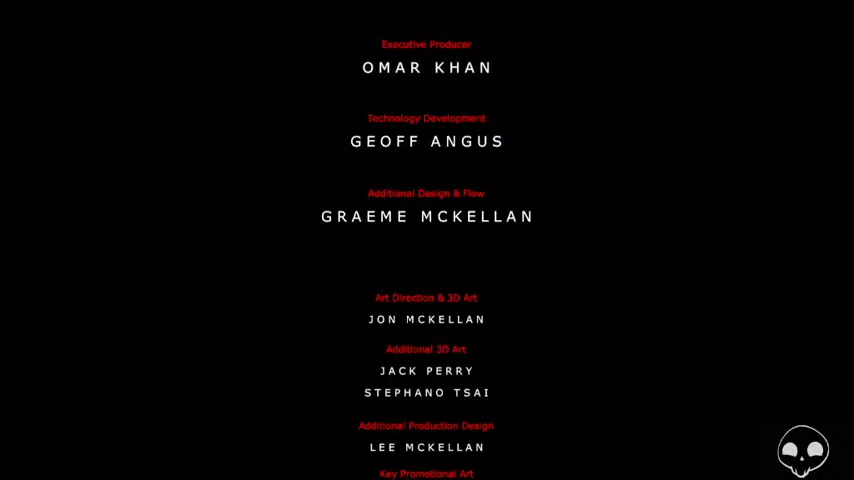 Executive Producer
OMAR KHAN
Technology Development
GEOFF ANGUS
Additional Design & Flow
GRAEME MCKELLAN
Art Direction & 3D Art
JON MCKELLAN
Additional 3D Art
JACK PERRY
STEPHANO TSAI
Additional Production Design
LEE MCKELLAN
Key Promotional Art